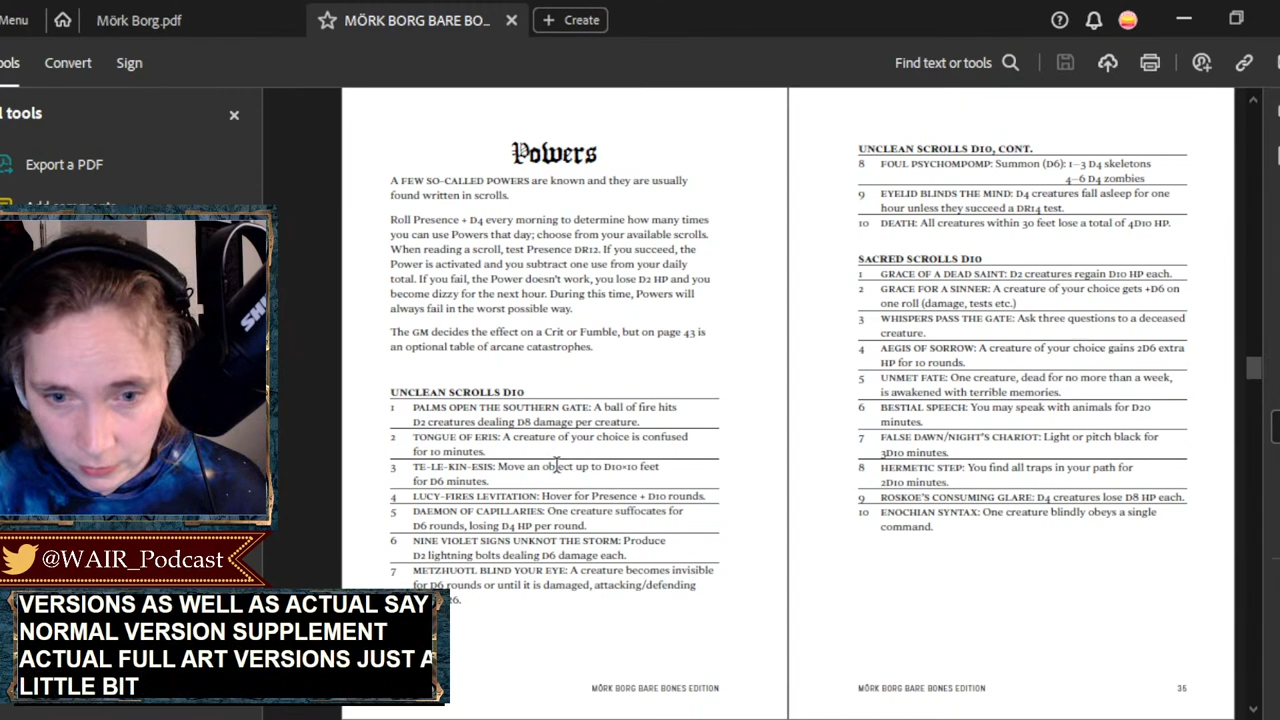 Menu
Mörk Borg.pdf
MÖRK BORG BARE BO...
Create
ols
Convert
Sign
Find text or tools
l tools
Export a PDF
Powers
A FEW SO-CALLED POWERS are known and they are usually
found written in scrolls.
Roll Presence + D4 every morning to determine how many times
you can use Powers that day; choose from your available scrolls.
When reading a scroll, test Presence DR12. If you succeed, the
Power is activated and you subtract one use from your daily
total. If you fail, the Power doesn't work, you lose D2 HP and you
become dizzy for the next hour. During this time, Powers will
always fail in the worst possible way.
The GM decides the effect on a Crit or Fumble, but on page 43 is
an optional table of arcane catastrophes.
UNCLEAN SCROLLS D10
1 PALMS OPEN THE SOUTHERN GATE: A ball of fire hits
D2 creatures dealing D8 damage per creature.
2 TONGUE OF ERIS: A creature of your choice is confused
for 10 minutes.
3 TE-LE-KIN-ESIS: Move an object up to D10×10 feet
for D6 minutes.
4 LUCY-FIRES LEVITATION: Hover for Presence + D10 rounds.
5 DAEMON OF CAPILLARIES: One creature suffocates for
D6 rounds, losing D4 HP per round.
6 NINE VIOLET SIGNS UNKNOT THE STORM: Produce
D2 lightning bolts dealing D6 damage each.
7 METZHUOTL BLIND YOUR EYE: A creature becomes invisible
for D6 rounds or until it is damaged, attacking/defending
6.
MÖRK BORG BARE BONES EDITION
UNCLEAN SCROLLS D10, CONT.
8 FOUL PSYCHOMPOMP: Summon (D6): 1–3 D4 skeletons
4–6 D4 zombies
9 EYELID BLINDS THE MIND: D4 creatures fall asleep for one
hour unless they succeed a DR14 test.
10 DEATH: All creatures within 30 feet lose a total of 4D10 HP.
SACRED SCROLLS D10
1 GRACE OF A DEAD SAINT: D2 creatures regain D10 HP each.
2 GRACE FOR A SINNER: A creature of your choice gets +D6 on
one roll (damage, tests etc.)
3 WHISPERS PASS THE GATE: Ask three questions to a deceased
creature.
4 AEGIS OF SORROW: A creature of your choice gains 2D6 extra
HP for 10 rounds.
5 UNMET FATE: One creature, dead for no more than a week,
is awakened with terrible memories.
6 BESTIAL SPEECH: You may speak with animals for D20
minutes.
7 FALSE DAWN/NIGHT'S CHARIOT: Light or pitch black for
3D10 minutes.
8 HERMETIC STEP: You find all traps in your path for
2D10 minutes.
9 ROSKOE'S CONSUMING GLARE: D4 creatures lose D8 HP each.
10 ENOCHIAN SYNTAX: One creature blindly obeys a single
command.
MÖRK BORG BARE BONES EDITION 35
@WAIR_Podcast
VERSIONS AS WELL AS ACTUAL SAY
NORMAL VERSION SUPPLEMENT
ACTUAL FULL ART VERSIONS JUST A
LITTLE BIT